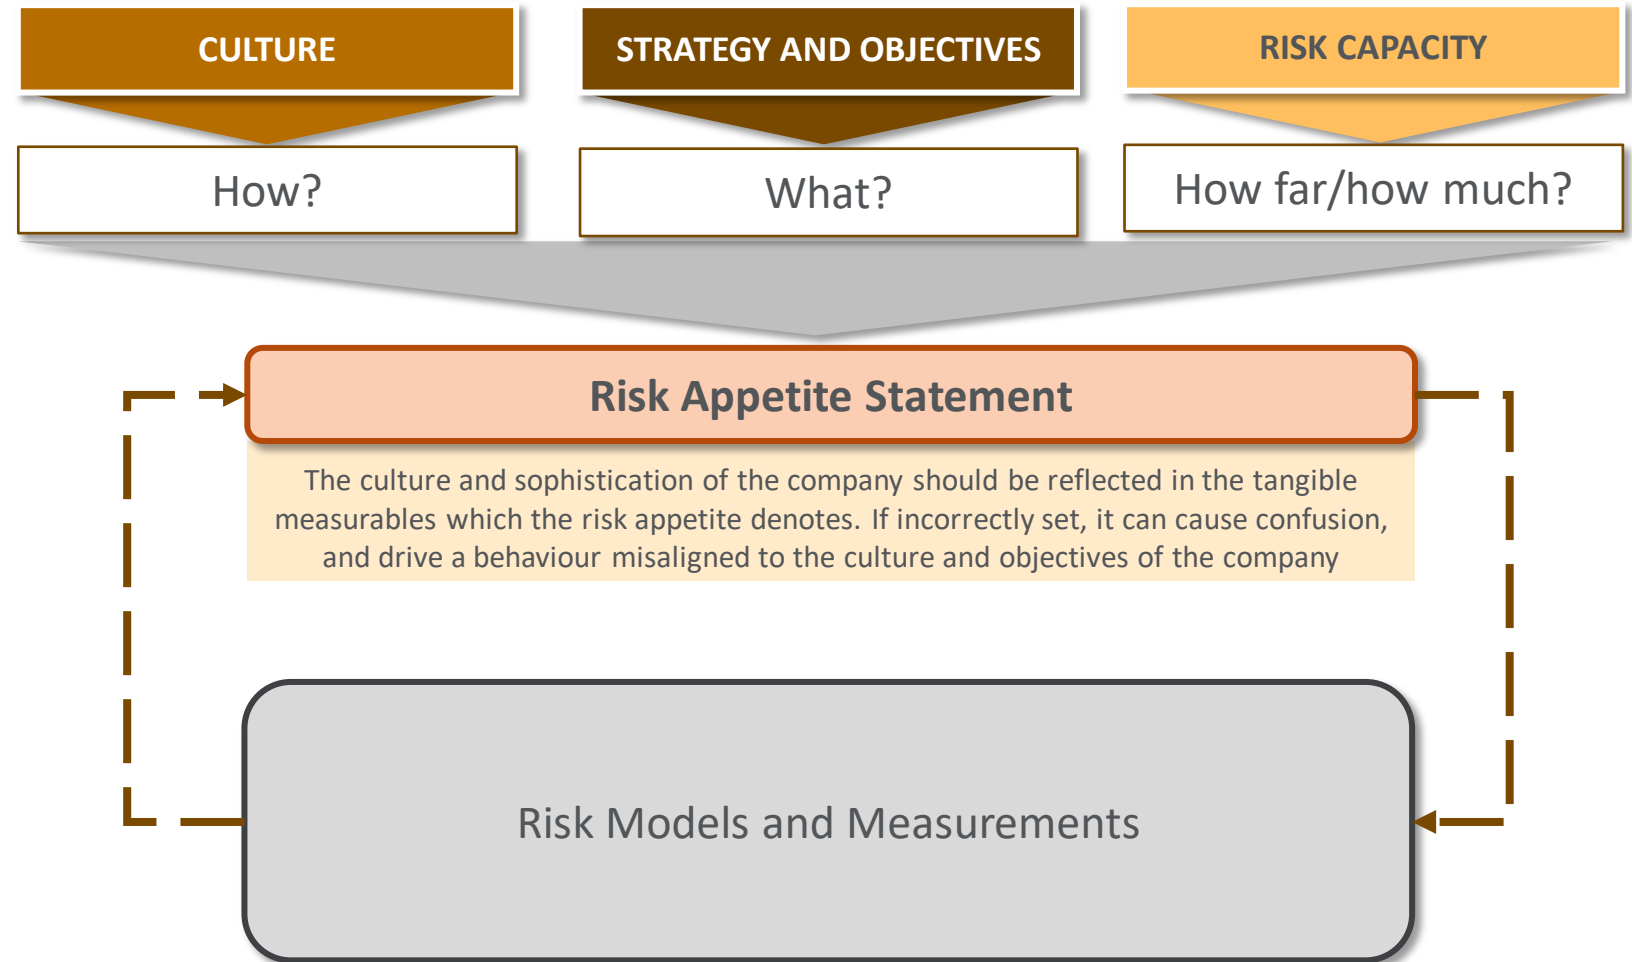 CULTURE
STRATEGY AND OBJECTIVES
RISK CAPACITY
How?
What?
How far/how much?
Risk Appetite Statement
The culture and sophistication of the company should be reflected in the tangible
measurables which the risk appetite denotes. If incorrectly set, it can cause confusion,
and drive a behaviour misaligned to the culture and objectives of the company
Risk Models and Measurements